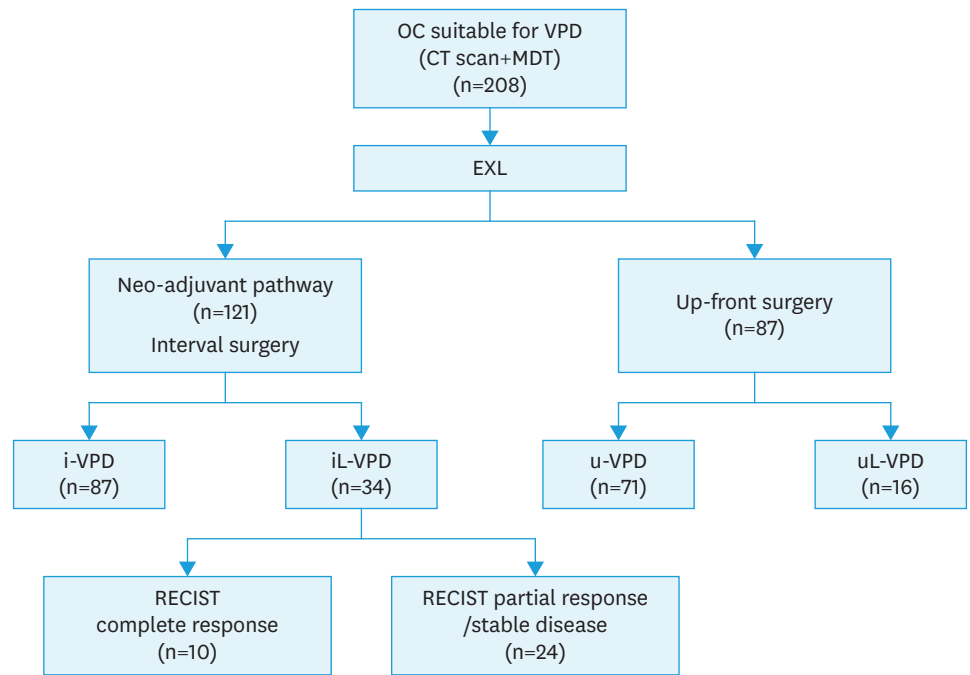 OC suitable for VPD
(CT scan+MDT)
(n=208)
EXL
Neo-adjuvant pathway
(n=121)
Interval surgery
Up-front surgery
(n=87)
i-VPD
(n=87)
iL-VPD
(n=34)
u-VPD
(n=71)
uL-VPD
(n=16)
RECIST
complete response
(n=10)
RECIST partial response
/stable disease
(n=24)